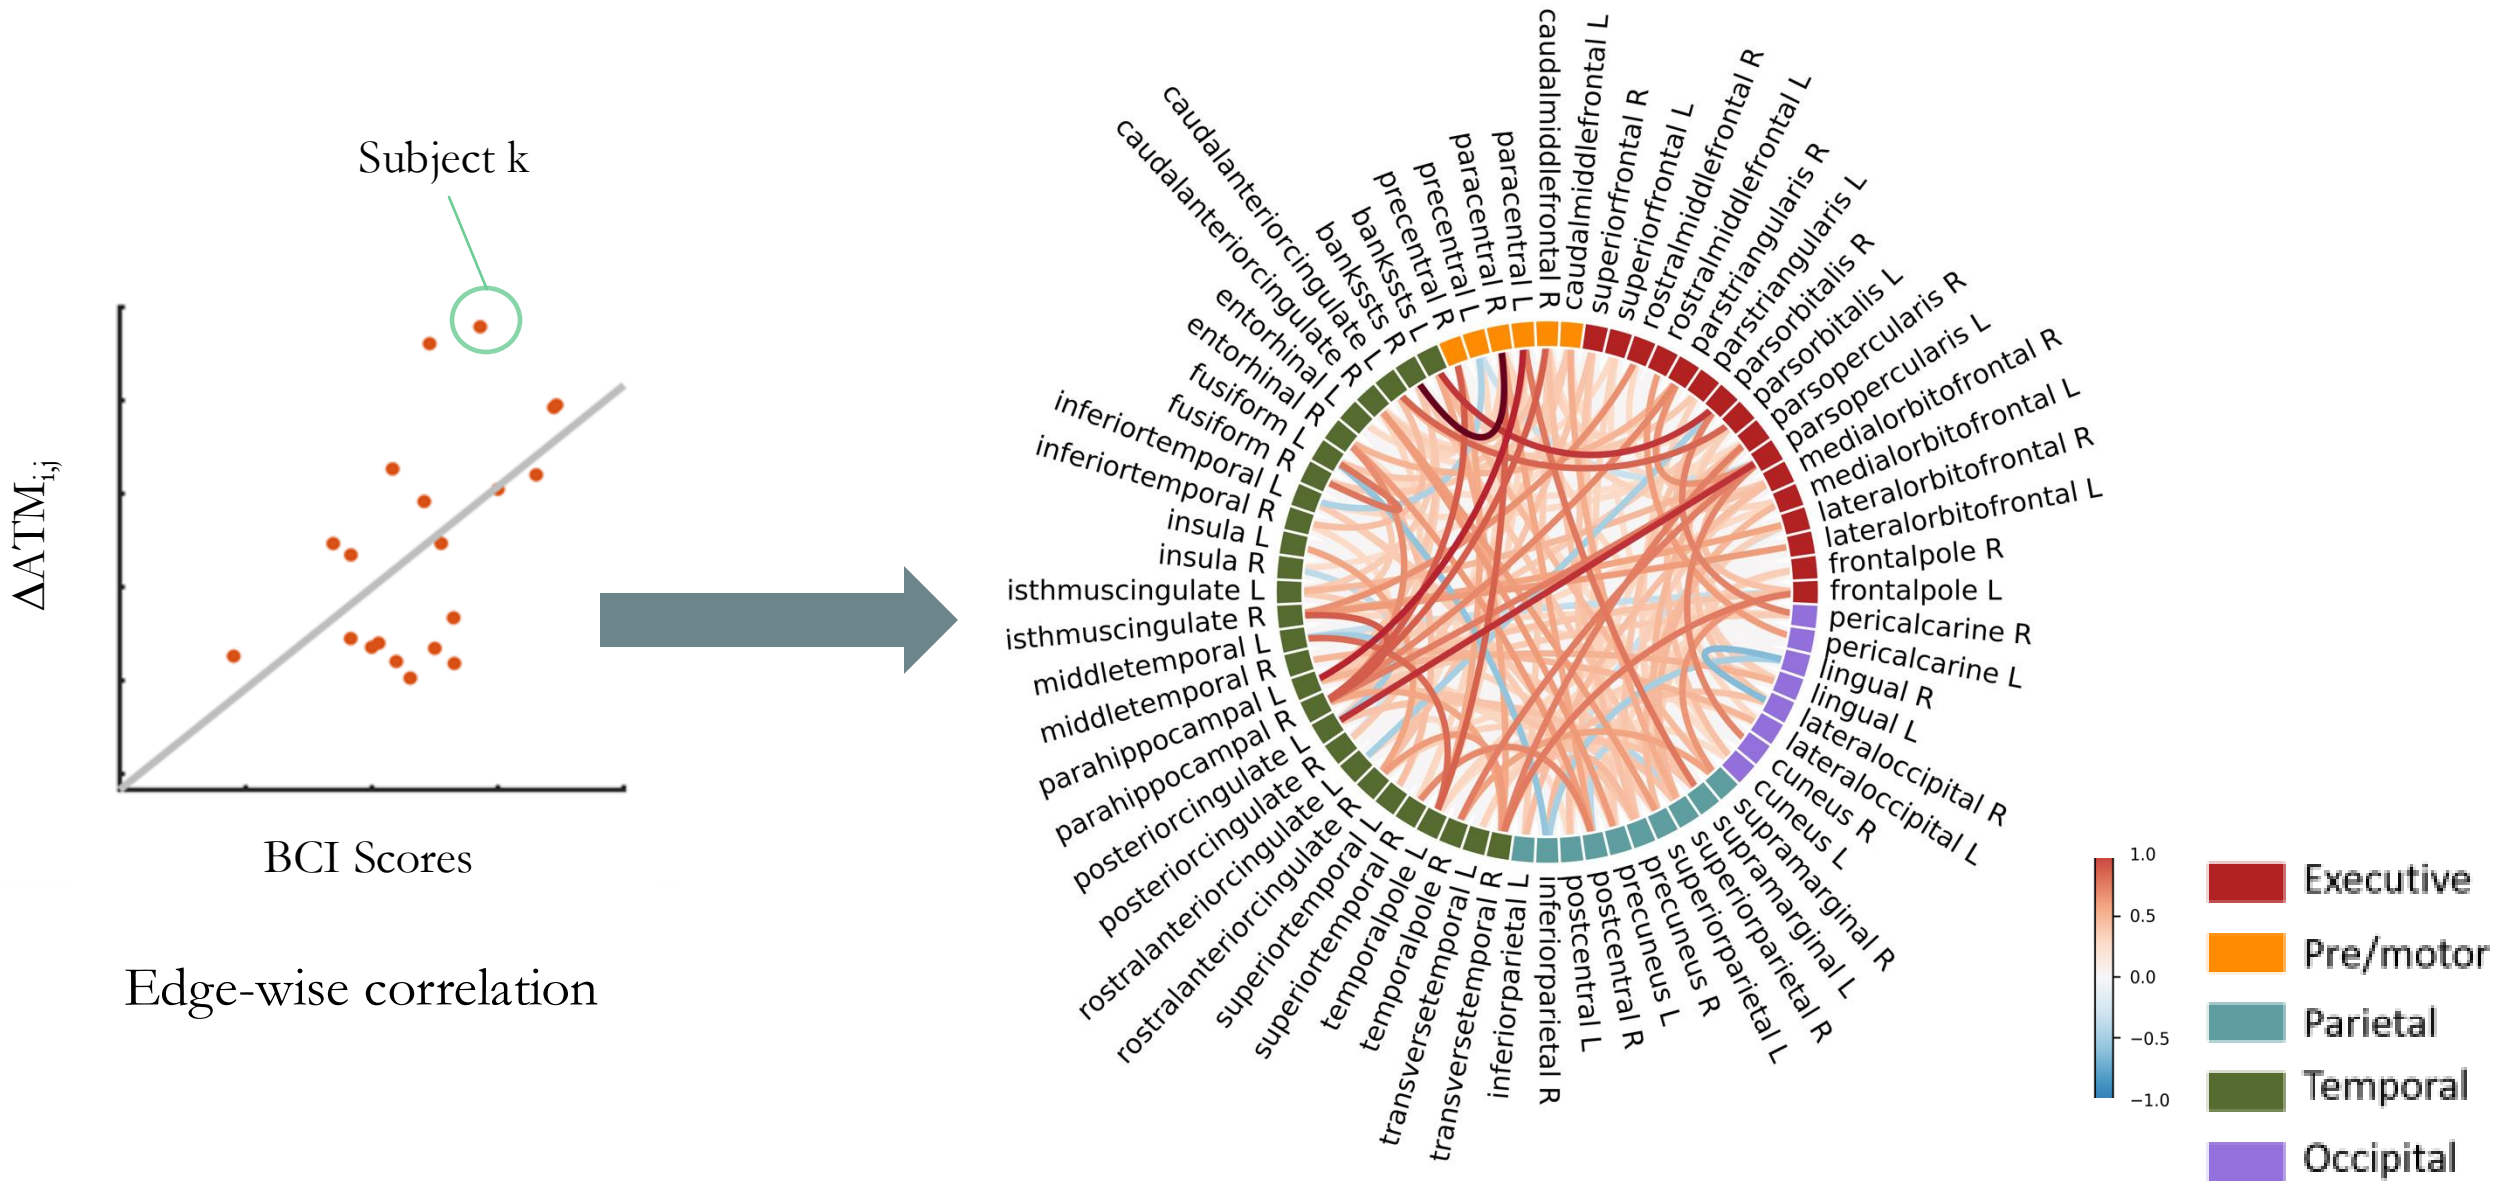 Subject k
ΔATM i,j
BCI Scores
Edge-wise correlation
caudalmiddlefrontal R
caudalmiddlefrontal L
superiorfrontal R
superiorfrontal L
rostralmiddlefrontal R
rostralmiddlefrontal L
parstriangularis R
parstriangularis L
parsorbitalis R
parsorbitalis L
parsopercularis R
parsopercularis L
medialorbitofrontal R
medialorbitofrontal L
lateralorbitofrontal R
lateralorbitofrontal L
frontalpole R
frontalpole L
pericalcarine R
pericalcarine L
lingual R
lingual L
lateraloccipital R
lateraloccipital L
cuneus R
cuneus L
supramarginal R
supramarginal L
superiorparietal R
superiorparietal L
precuneus R
precuneus L
postcentral R
postcentral L
inferiorparietal R
inferiorparietal L
transversetemporal R
transversetemporal L
temporalpole R
temporalpole L
superiortemporal R
superiortemporal L
rostralanteriorcingulate R
rostralanteriorcingulate L
posteriorcingulate R
posteriorcingulate L
parahippocampal R
parahippocampal L
middletemporal R
middletemporal L
isthmuscingulate R
isthmuscingulate L
insula R
insula L
inferiortemporal R
inferiortemporal L
fusiform R
fusiform L
entorhinal R
entorhinal L
caudalanteriorcingulate R
caudalanteriorcingulate L
bankssts R
bankssts L
precentral R
precentral L
paracentral R
paracentral L
1.0
0.5
0.0
−0.5
−1.0
Executive
Pre/motor
Parietal
Temporal
Occipital